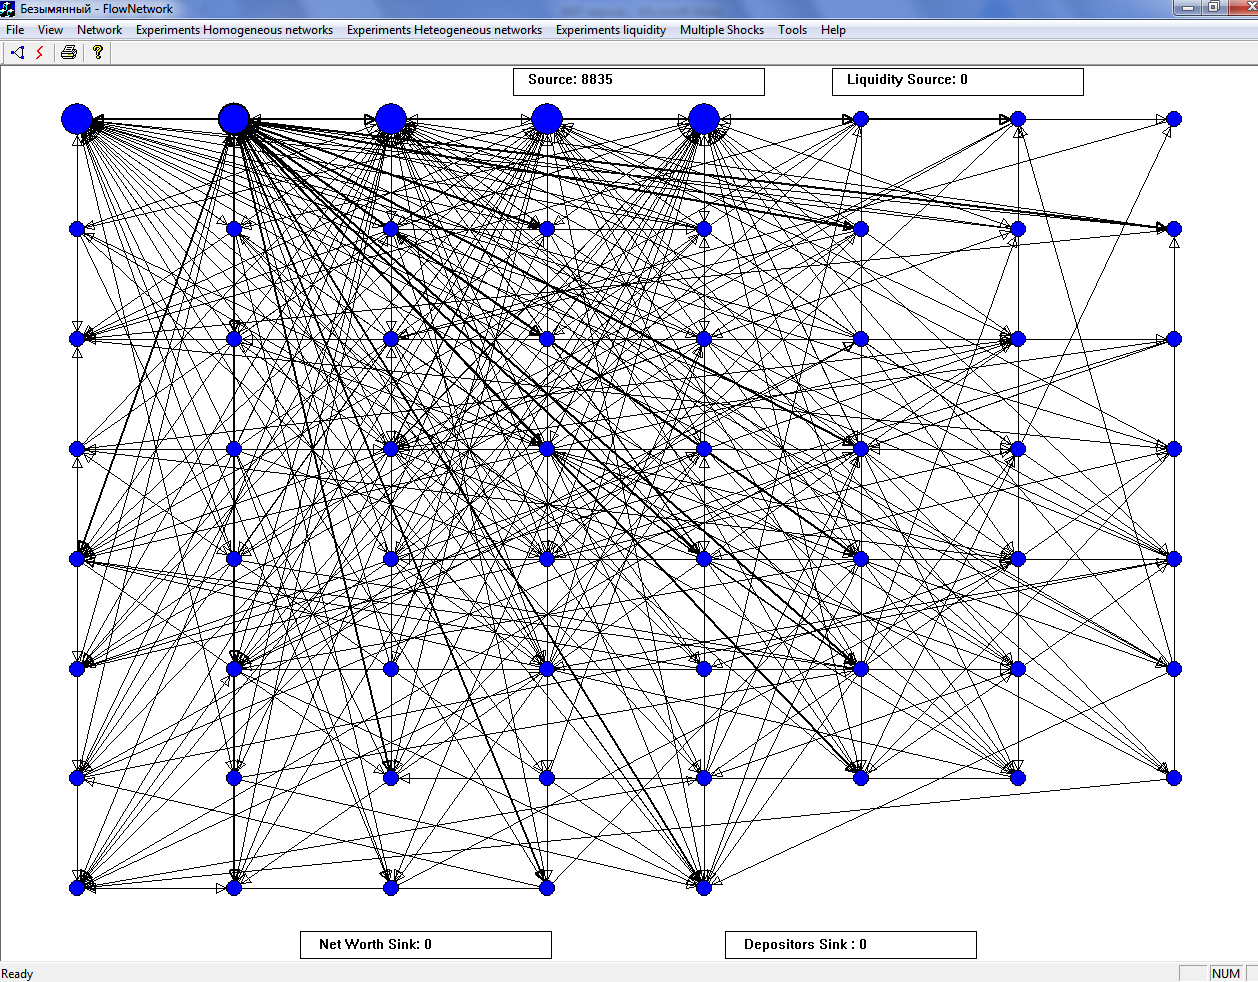 Безымянный - FlowNetwork
File View Network Experiments Homogeneous networks Experiments Heteogeneous networks Experiments liquidity Multiple Shocks Tools Help
Source: 8835 Liquidity Source: 0
Net Worth Sink: 0 Depositors Sink : 0
Ready NUM